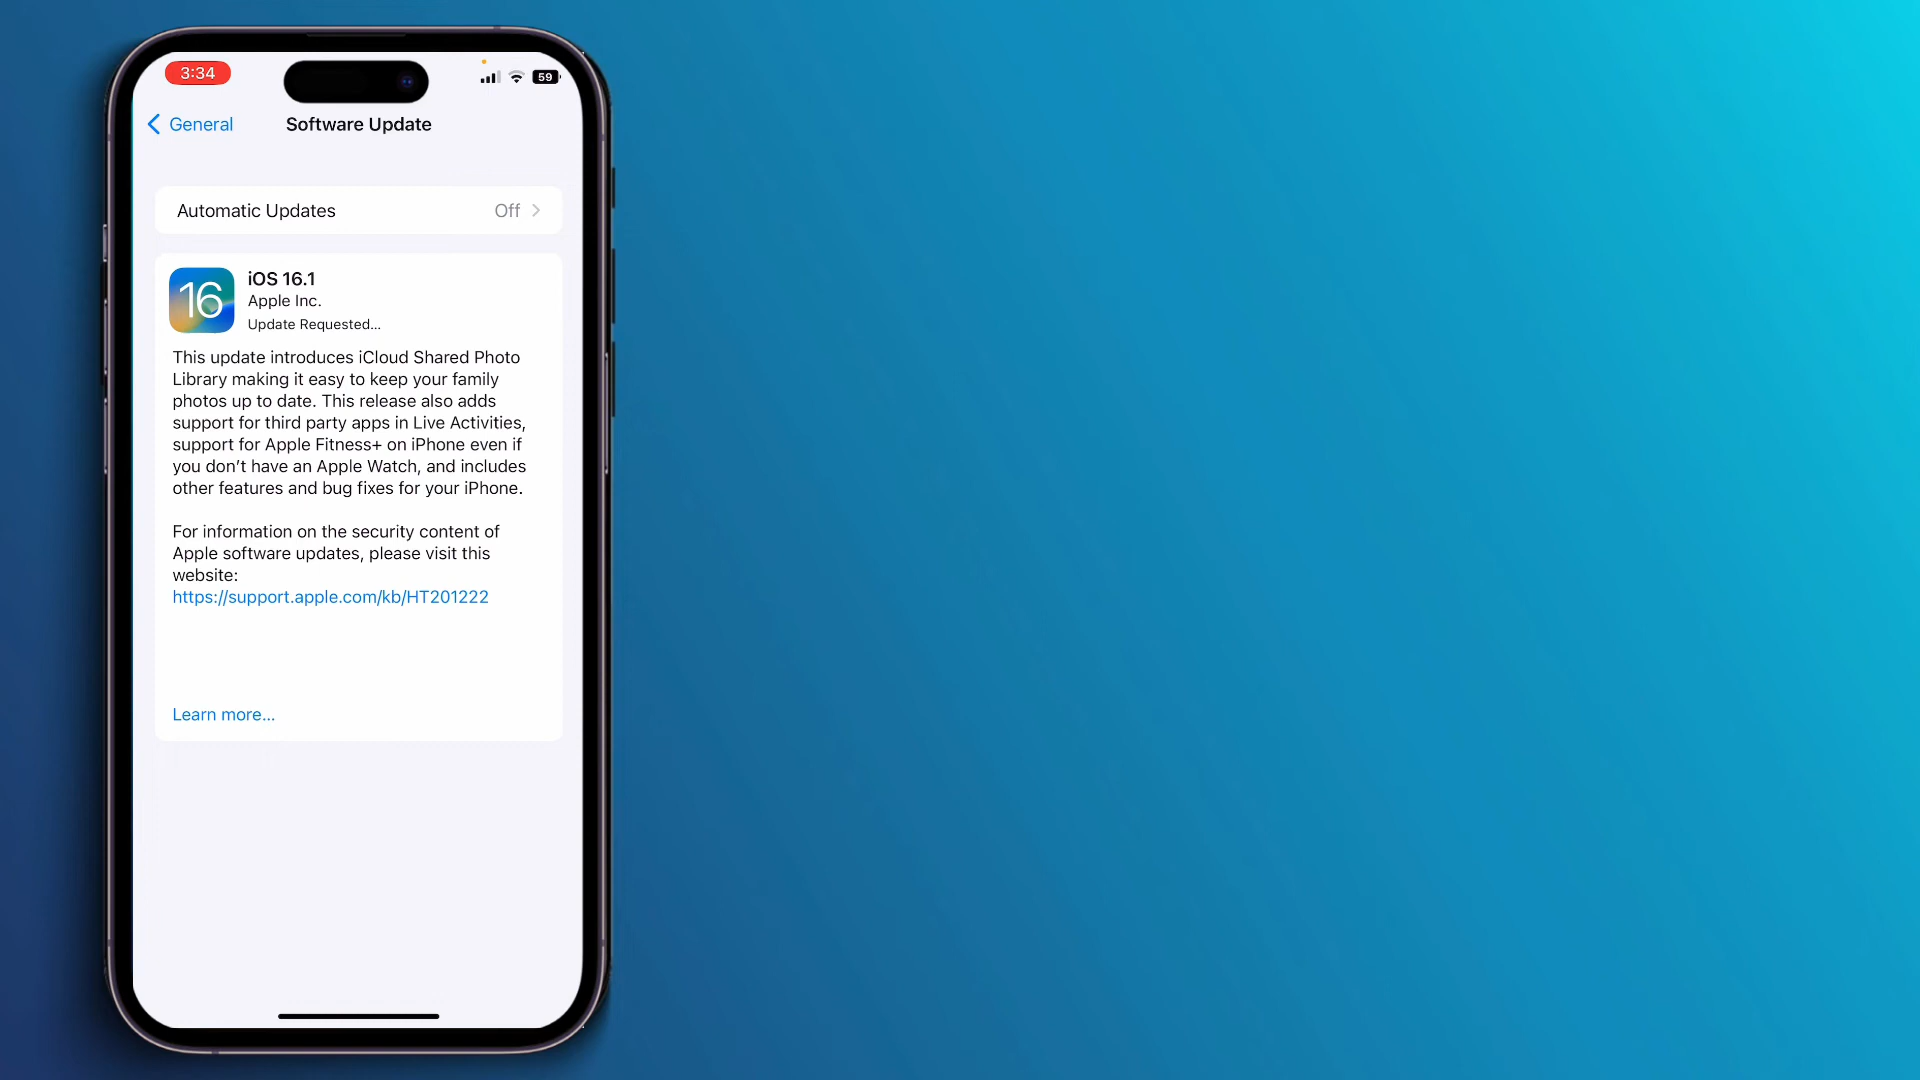 3:34
59
General
Software Update
Automatic Updates
Off
16
iOS 16.1
Apple Inc.
Update Requested...
This update introduces iCloud Shared Photo
Library making it easy to keep your family
photos up to date. This release also adds
support for third party apps in Live Activities,
support for Apple Fitness+ on iPhone even if
you don’t have an Apple Watch, and includes
other features and bug fixes for your iPhone.
For information on the security content of
Apple software updates, please visit this
website:
https://support.apple.com/kb/HT201222
Learn more...